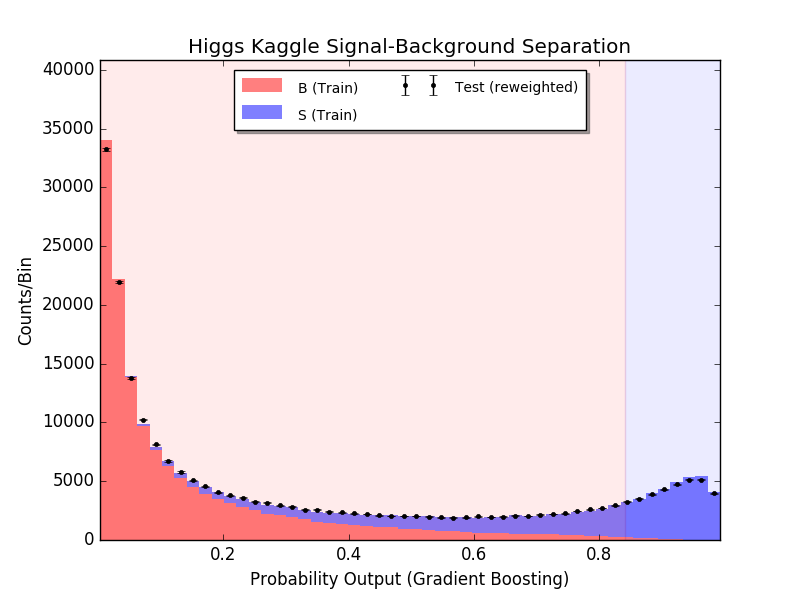 Higgs Kaggle Signal-Background Separation
B (Train)
S (Train)
Test (reweighted)
Counts/Bin
40000
35000
30000
25000
20000
15000
10000
5000
0
0.2
0.4
0.6
0.8
Probability Output (Gradient Boosting)